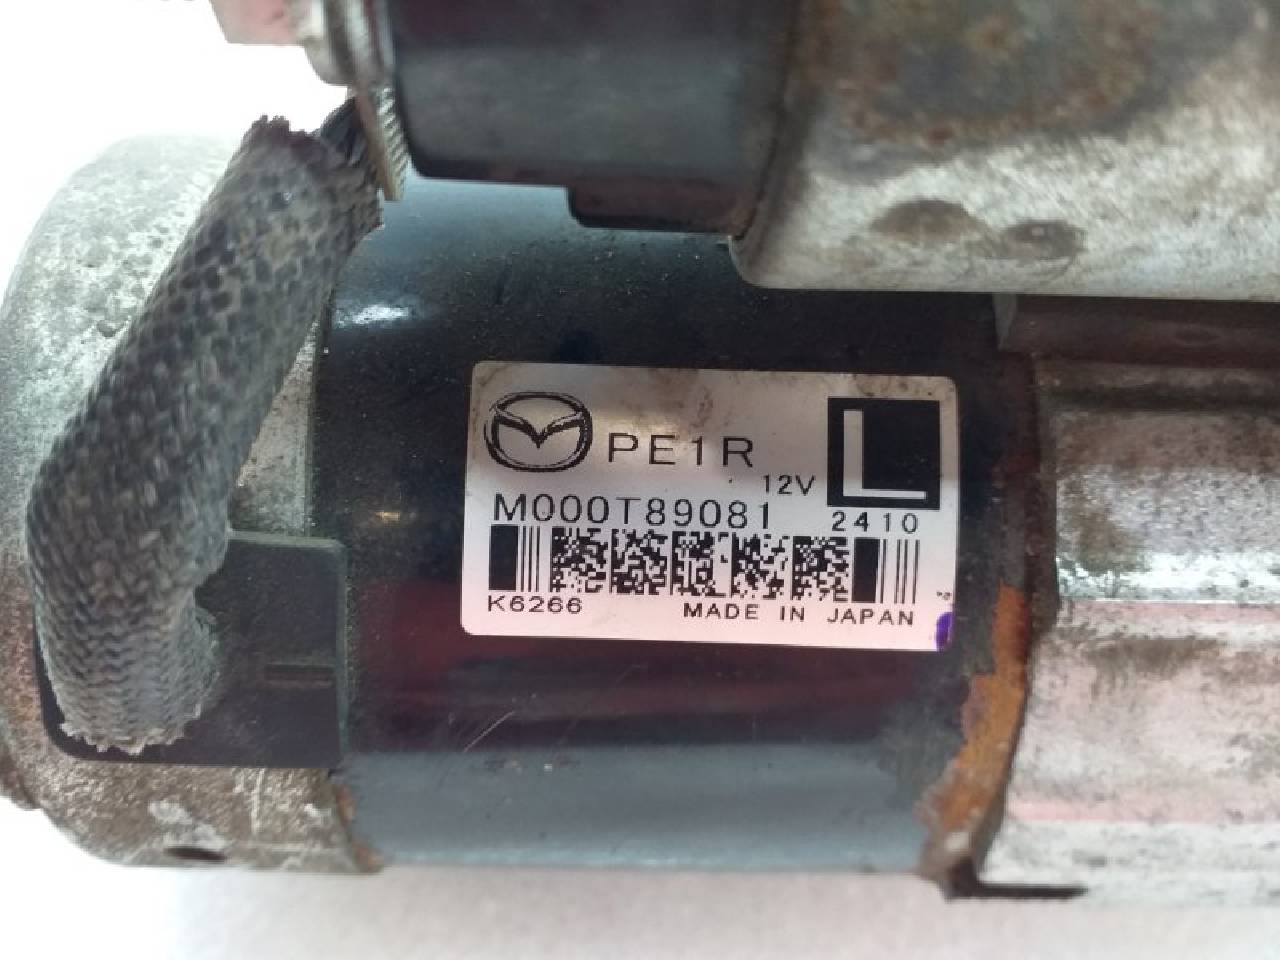 PE1R
L
12V
M000T89081
2410
K6266 MADE IN JAPAN